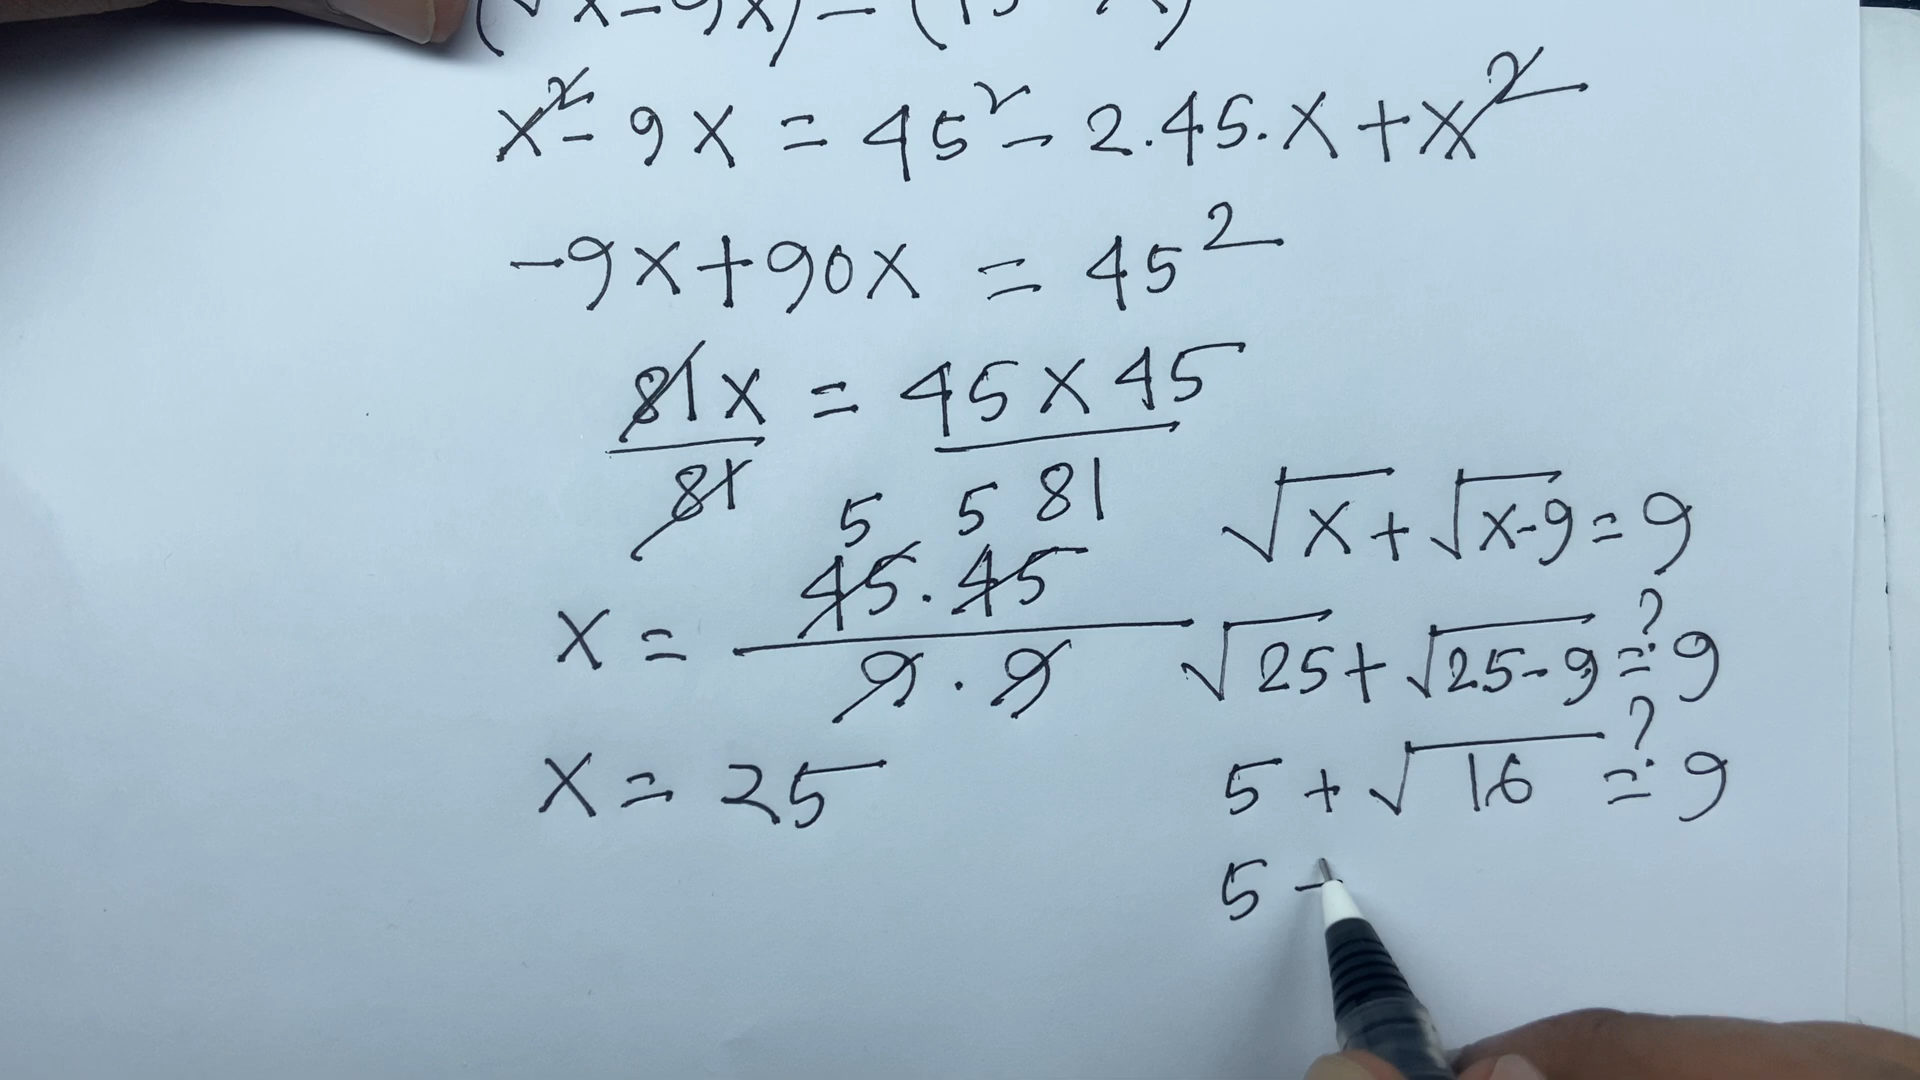 x² - 9x = 45² - 2.45.x + x²
-9x + 90x = 45²
81x = 45 x 45
81 81
5 5
x = 45.45
9.9
x = 25
√x + √x-9 = 9
√25 + √25-9 =? 9
5 + √16 =? 9
5 -